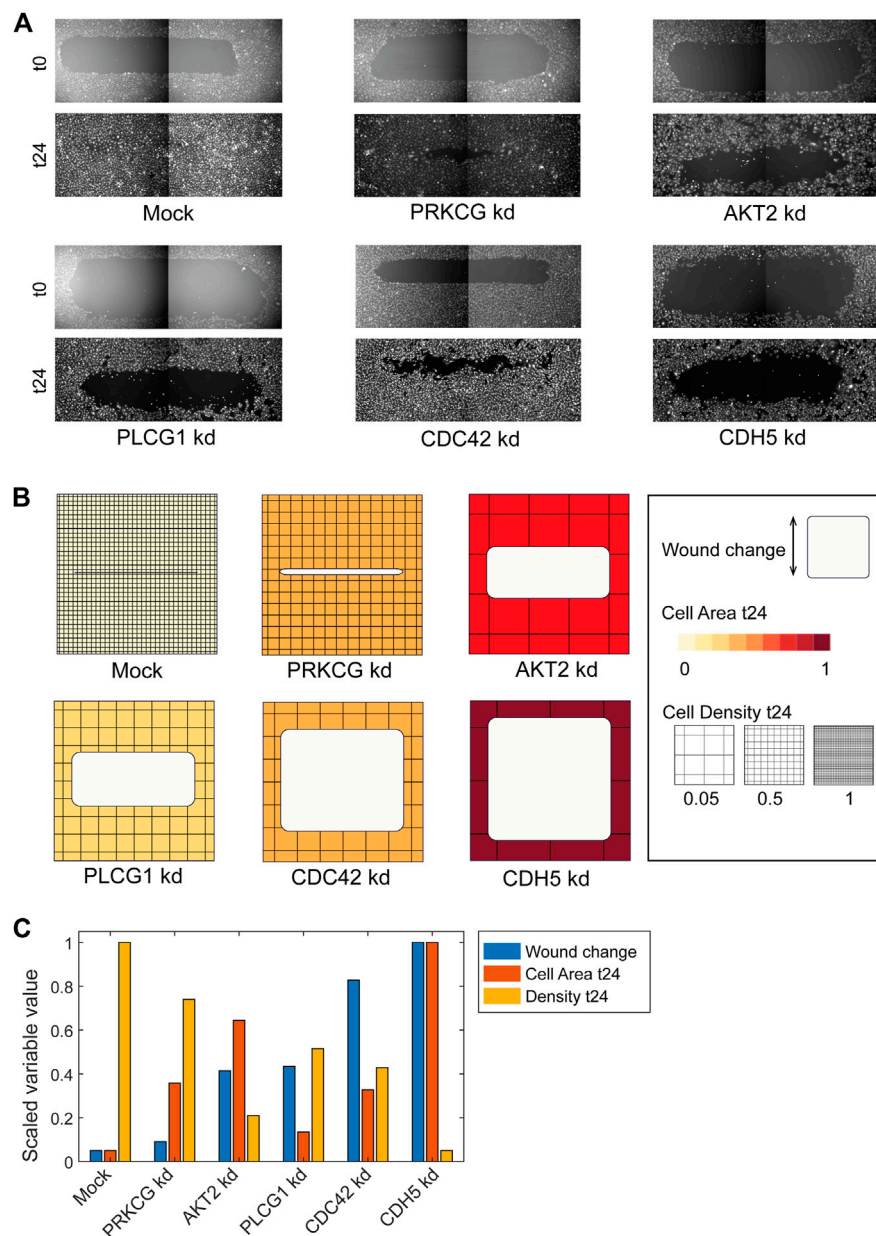 A
t0
t24
Mock
PRKCG kd
AKT2 kd
t0
t24
PLCG1 kd
CDC42 kd
CDH5 kd
B
Mock
PRKCG kd
AKT2 kd
PLCG1 kd
CDC42 kd
CDH5 kd
Wound change
Cell Area t24
0 1
Cell Density t24
0.05 0.5 1
C
Scaled variable value
1
0.8
0.6
0.4
0.2
0
Mock
PRKCG kd
AKT2 kd
PLCG1 kd
CDC42 kd
CDH5 kd
Wound change
Cell Area t24
Density t24